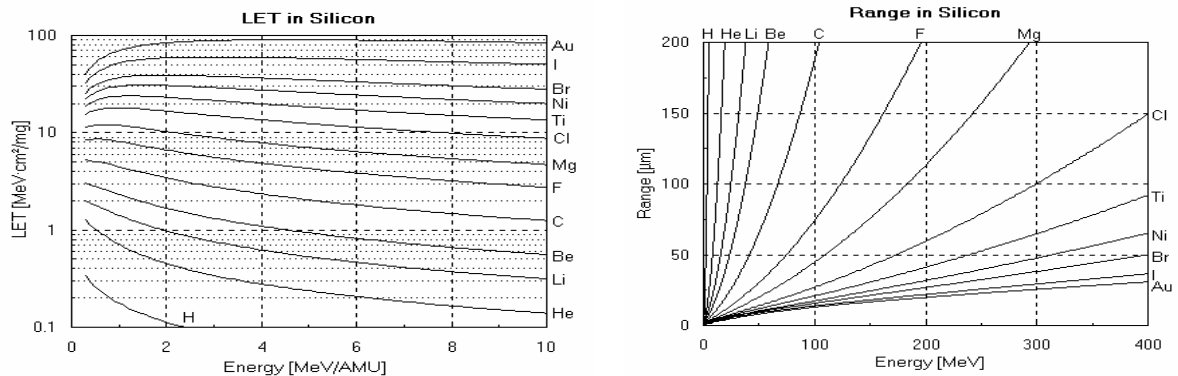 LET in Silicon
100
10
1
0.1
LET [MeV/cm²/mg]
Au
I
Br
Ni
Ti
Cl
Mg
F
C
Be
Li
He
H
0 2 4 6 8 10
Energy [MeV/AMU]
Range in Silicon
H He Li Be C F Mg
200
150
100
50
0
Range [µm]
Cl
Ti
Ni
Br
I
Au
0 100 200 300 400
Energy [MeV]